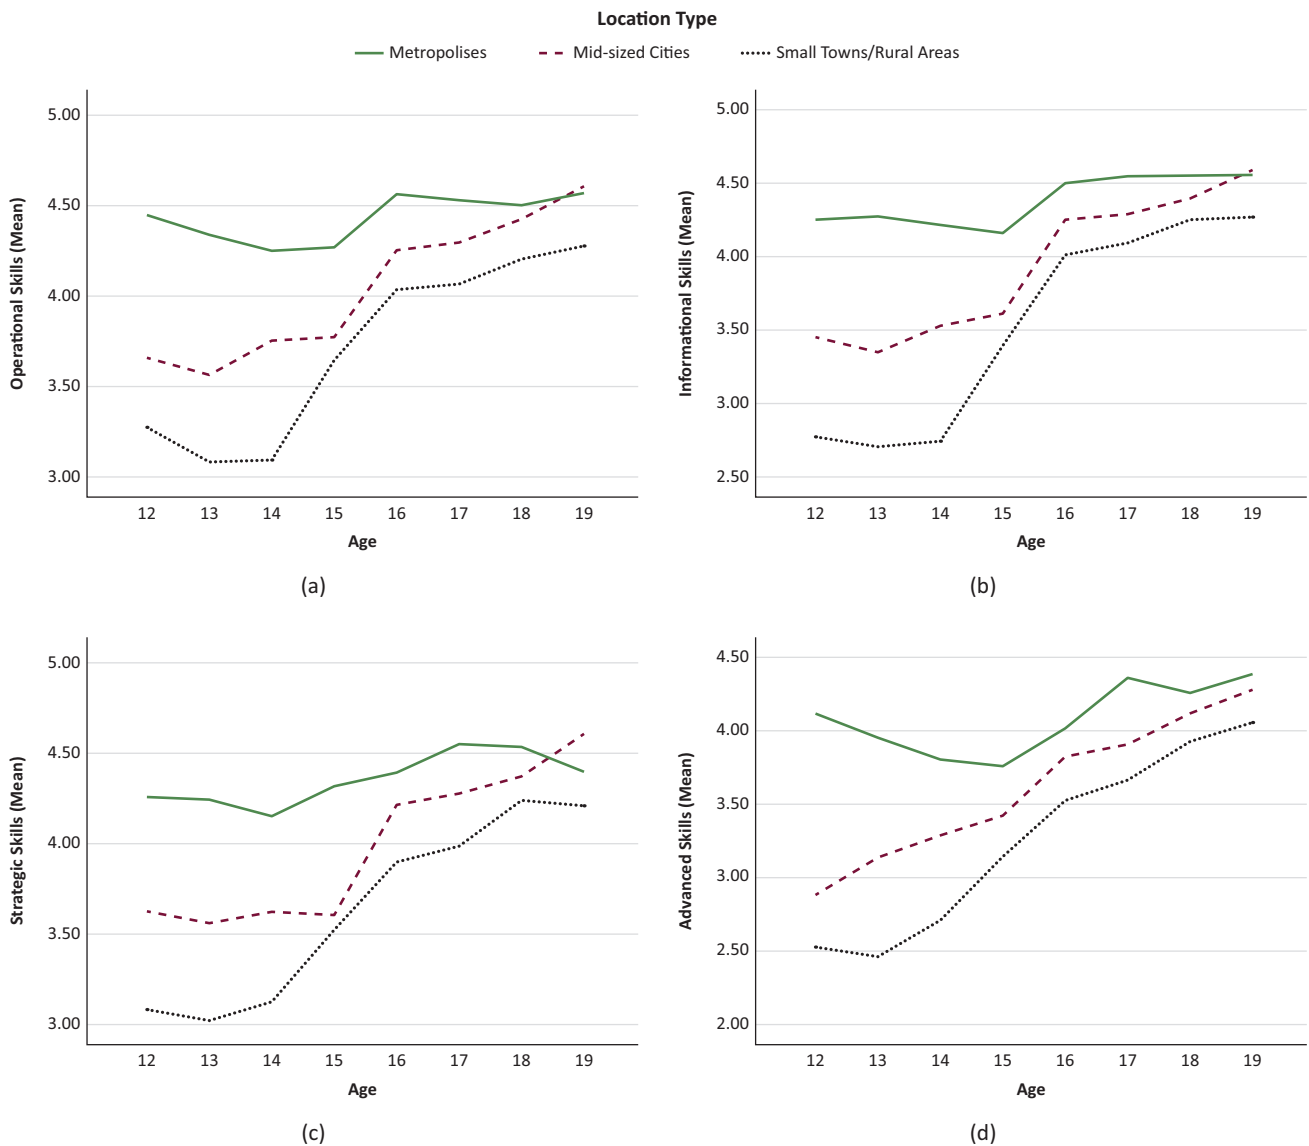 Location Type
Metropolises Mid-sized Cities Small Towns/Rural Areas
Operational Skills (Mean)
5.00
4.50
4.00
3.50
3.00
12 13 14 15 16 17 18 19
Age
(a)
Informational Skills (Mean)
5.00
4.50
4.00
3.50
3.00
2.50
12 13 14 15 16 17 18 19
Age
(b)
Strategic Skills (Mean)
5.00
4.50
4.00
3.50
3.00
12 13 14 15 16 17 18 19
Age
(c)
Advanced Skills (Mean)
4.50
4.00
3.50
3.00
2.50
2.00
12 13 14 15 16 17 18 19
Age
(d)